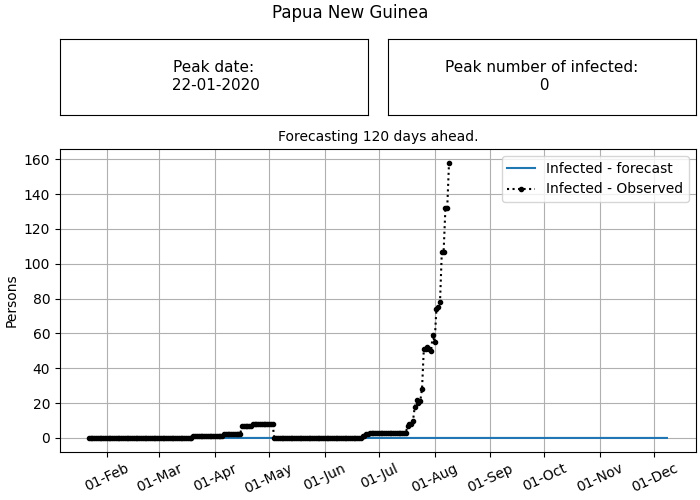 Papua New Guinea
Peak date:
22-01-2020
Peak number of infected:
0
Forecasting 120 days ahead.
Infected - forecast
Infected - Observed
Persons
160
140
120
100
80
60
40
20
0
01-Feb
01-Mar
01-Apr
01-May
01-Jun
01-Jul
01-Aug
01-Sep
01-Oct
01-Nov
01-Dec